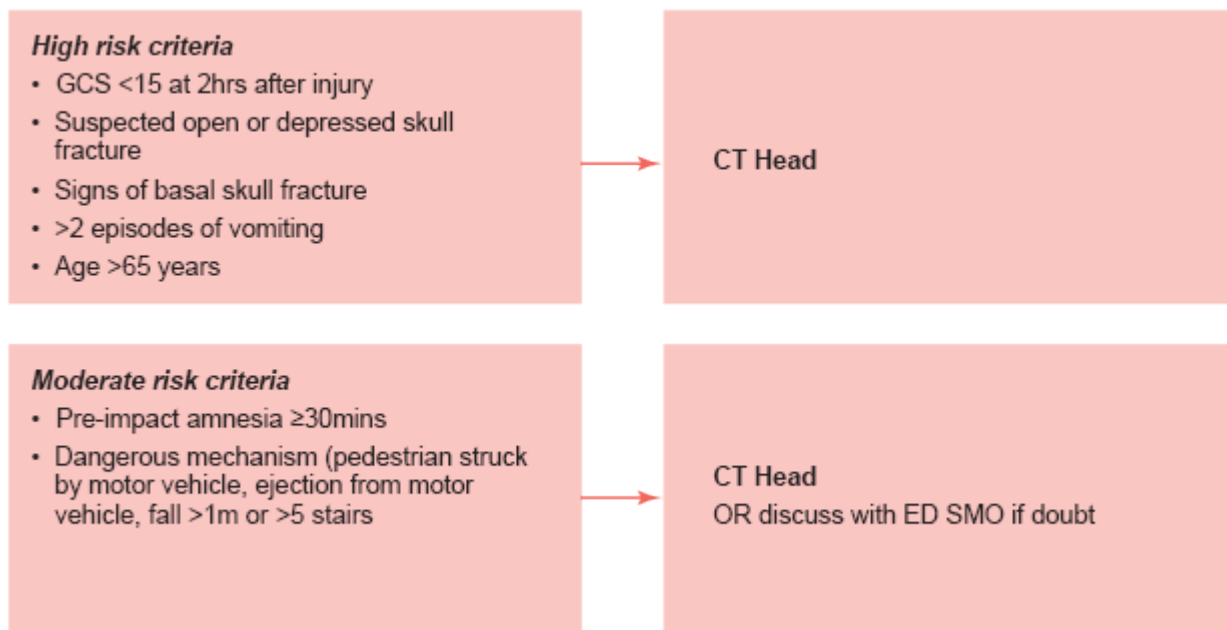 High risk criteria
• GCS <15 at 2hrs after injury
• Suspected open or depressed skull
fracture
• Signs of basal skull fracture
• >2 episodes of vomiting
• Age >65 years
CT Head
Moderate risk criteria
• Pre-impact amnesia ≥30mins
• Dangerous mechanism (pedestrian struck
by motor vehicle, ejection from motor
vehicle, fall >1m or >5 stairs
CT Head
OR discuss with ED SMO if doubt